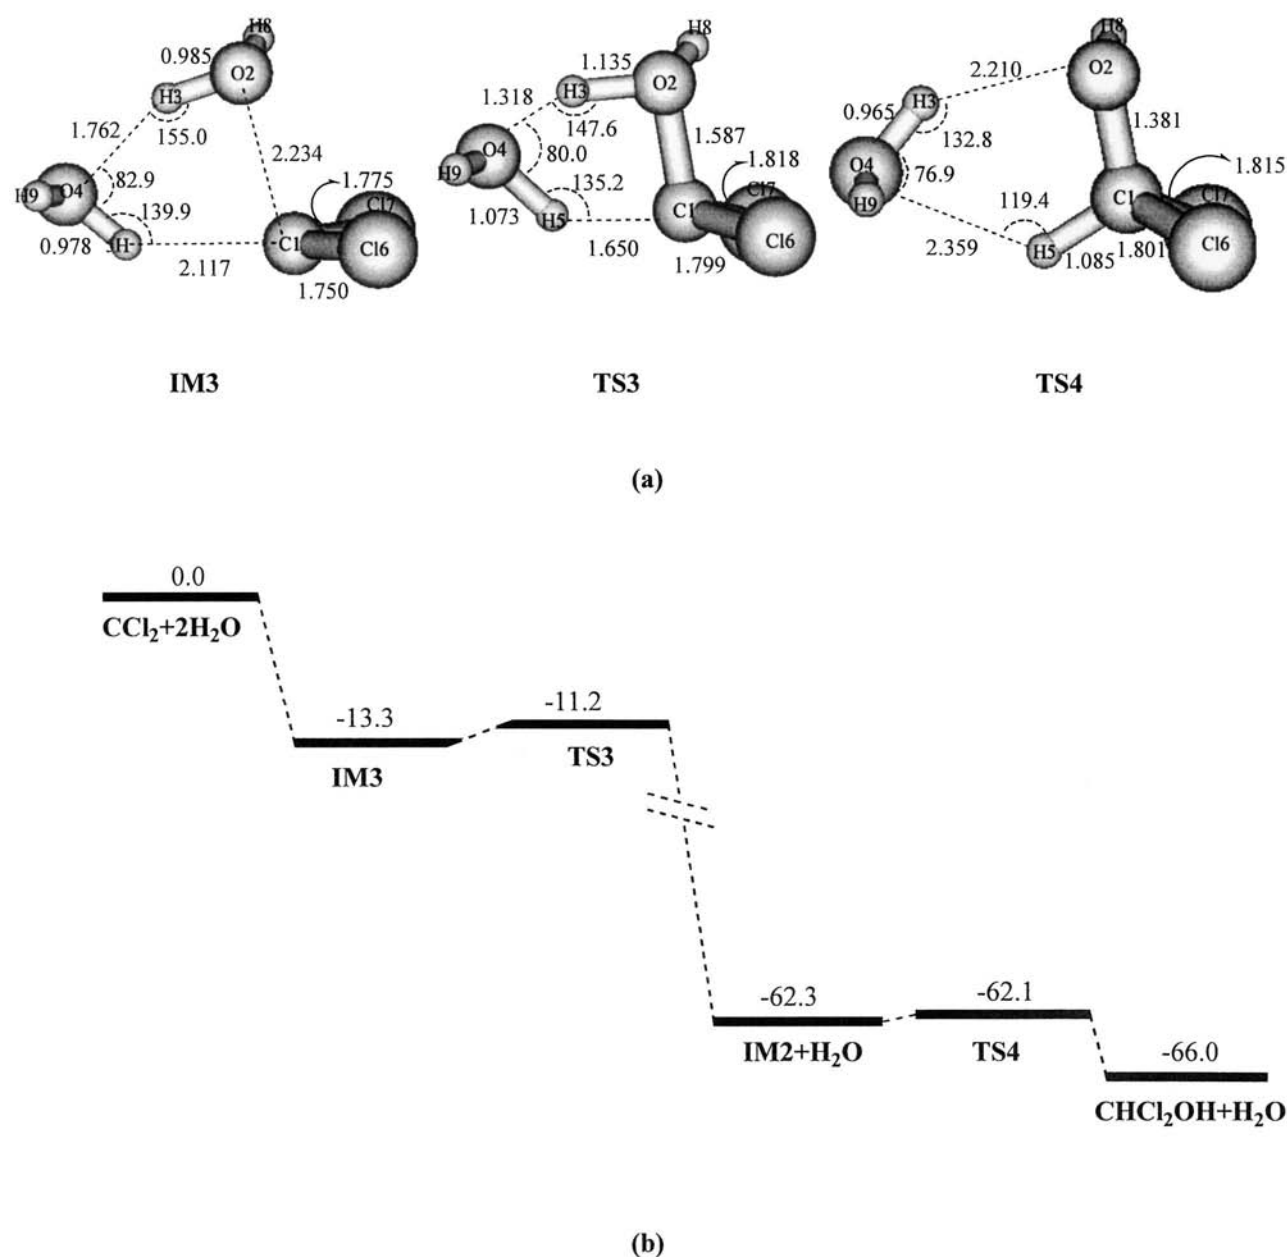 H8
0.985
O2
H3
1.762
155.0
2.234
O4
H9
82.9
1.775
Cl7
139.9
0.978
H
C1
Cl6
2.117
1.750
IM3
H8
1.135
O2
1.318
H3
147.6
1.587
O4
80.0
1.818
H9
135.2
Cl7
1.073
H5
C1
Cl6
1.650
1.799
TS3
H8
2.210
O2
0.965
H3
1.381
132.8
O4
1.815
76.9
H9
Cl7
119.4
C1
2.359
H5
1.085
1.801
Cl6
TS4
(a)
0.0
CCl₂+2H₂O
-13.3
-11.2
IM3
TS3
-62.3
-62.1
IM2+H₂O
TS4
-66.0
CHCl₂OH+H₂O
(b)